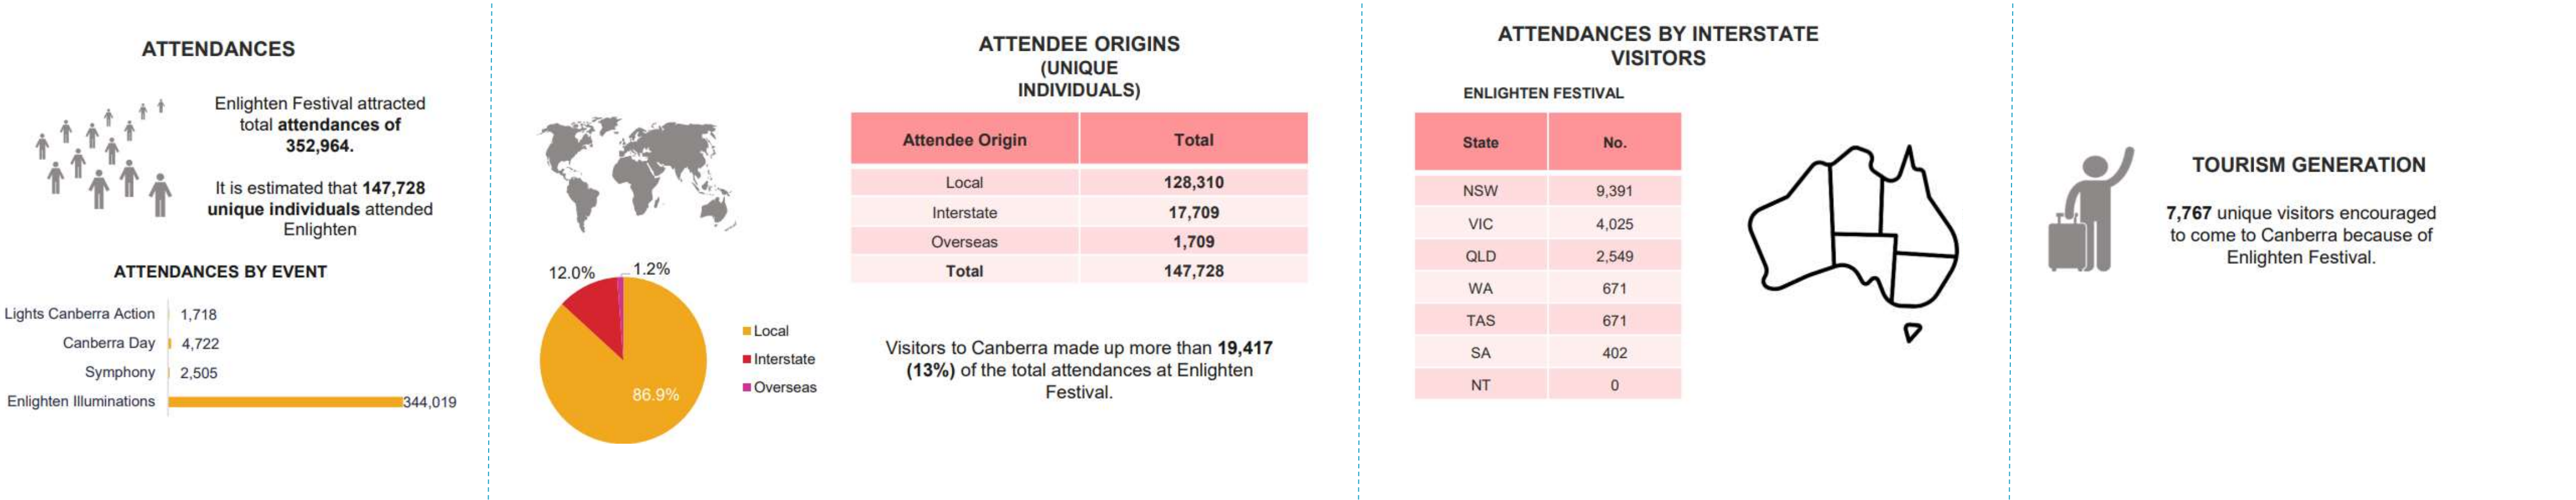 ATTENDANCES
Enlighten Festival attracted
total attendances of
352,964.
It is estimated that 147,728
unique individuals attended
Enlighten
ATTENDANCES BY EVENT
Lights Canberra Action 1,718
Canberra Day 4,722
Symphony 2,505
Enlighten Illuminations 344,019
12.0% 1.2%
86.9%
Local
Interstate
Overseas
ATTENDEE ORIGINS
(UNIQUE
INDIVIDUALS)
Attendee Origin Total
Local 128,310
Interstate 17,709
Overseas 1,709
Total 147,728
Visitors to Canberra made up more than 19,417
(13%) of the total attendances at Enlighten
Festival.
ATTENDANCES BY INTERSTATE
VISITORS
ENLIGHTEN FESTIVAL
State No.
NSW 9,391
VIC 4,025
QLD 2,549
WA 671
TAS 671
SA 402
NT 0
TOURISM GENERATION
7,767 unique visitors encouraged
to come to Canberra because of
Enlighten Festival.